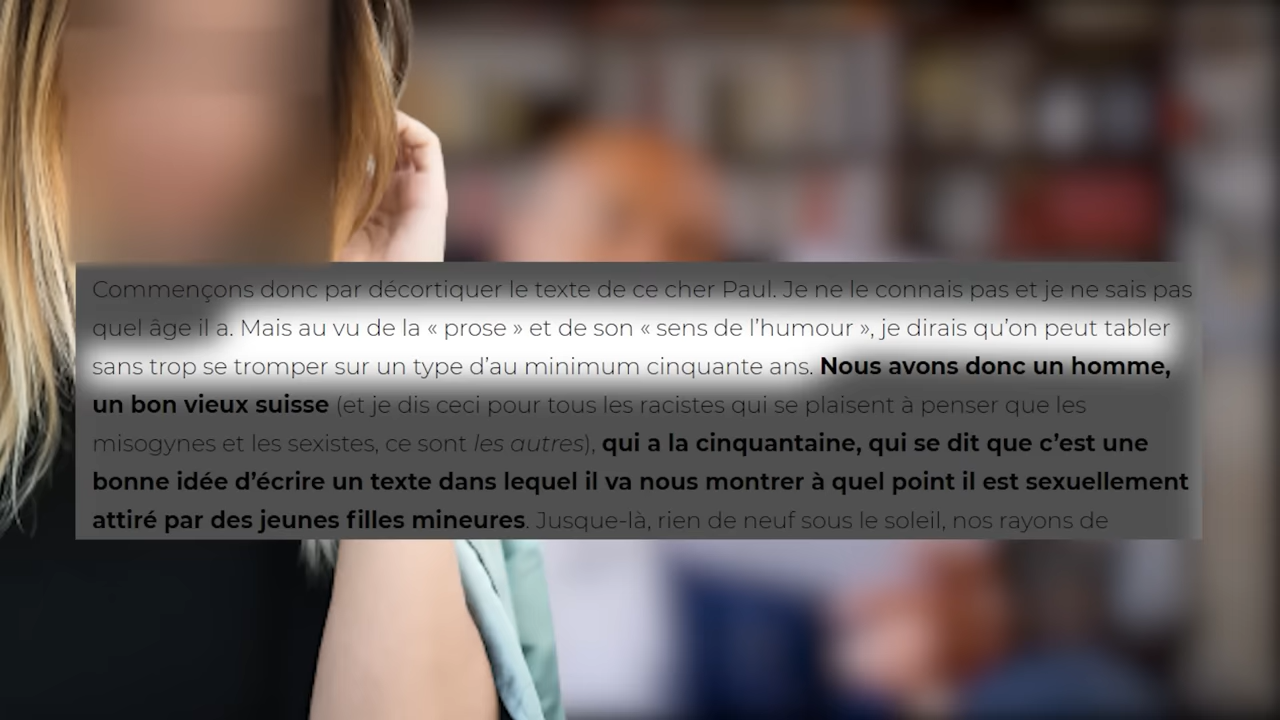 Commençons donc par décortiquer le texte de ce cher Paul. Je ne le connais pas et je ne sais pas
quel âge il a. Mais au vu de la « prose » et de son « sens de l’humour », je dirais qu’on peut tabler
sans trop se tromper sur un type d’au minimum cinquante ans. Nous avons donc un homme,
un bon vieux suisse (et je dis ceci pour tous les racistes qui se plaisent à penser que les
misogynes et les sexistes, ce sont les autres), qui a la cinquantaine, qui se dit que c’est une
bonne idée d’écrire un texte dans lequel il va nous montrer à quel point il est sexuellement
attiré par des jeunes filles mineures. Jusque-là, rien de neuf sous le soleil, nos rayons de